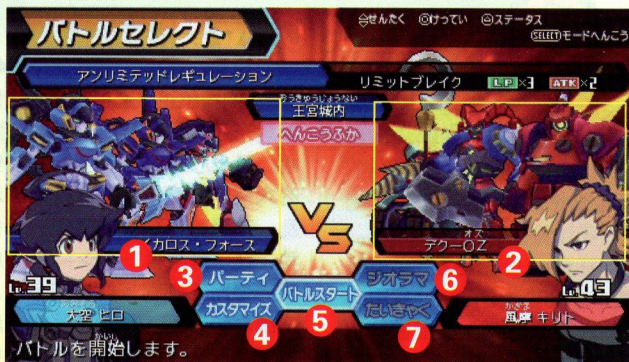 バトルセレクト
せんたく ◎けってい △ステータス
SELECTモードへんこう
アンリミテッドレギュレーション
リミットブレイク LP×3 ATK×2
おうきゅうじょうない
王宮城内
へんこうふか
VS
イカロス・フォース
オズ
デクーOZ
1
2
3
パーティ
ジオラマ
6
Lv.39
バトルスタート
Lv.43
カスタマイズ
たいきゃく
4
5
7
大空 ヒロ
かざま
風摩 キリト
かいし
バトルを開始します。